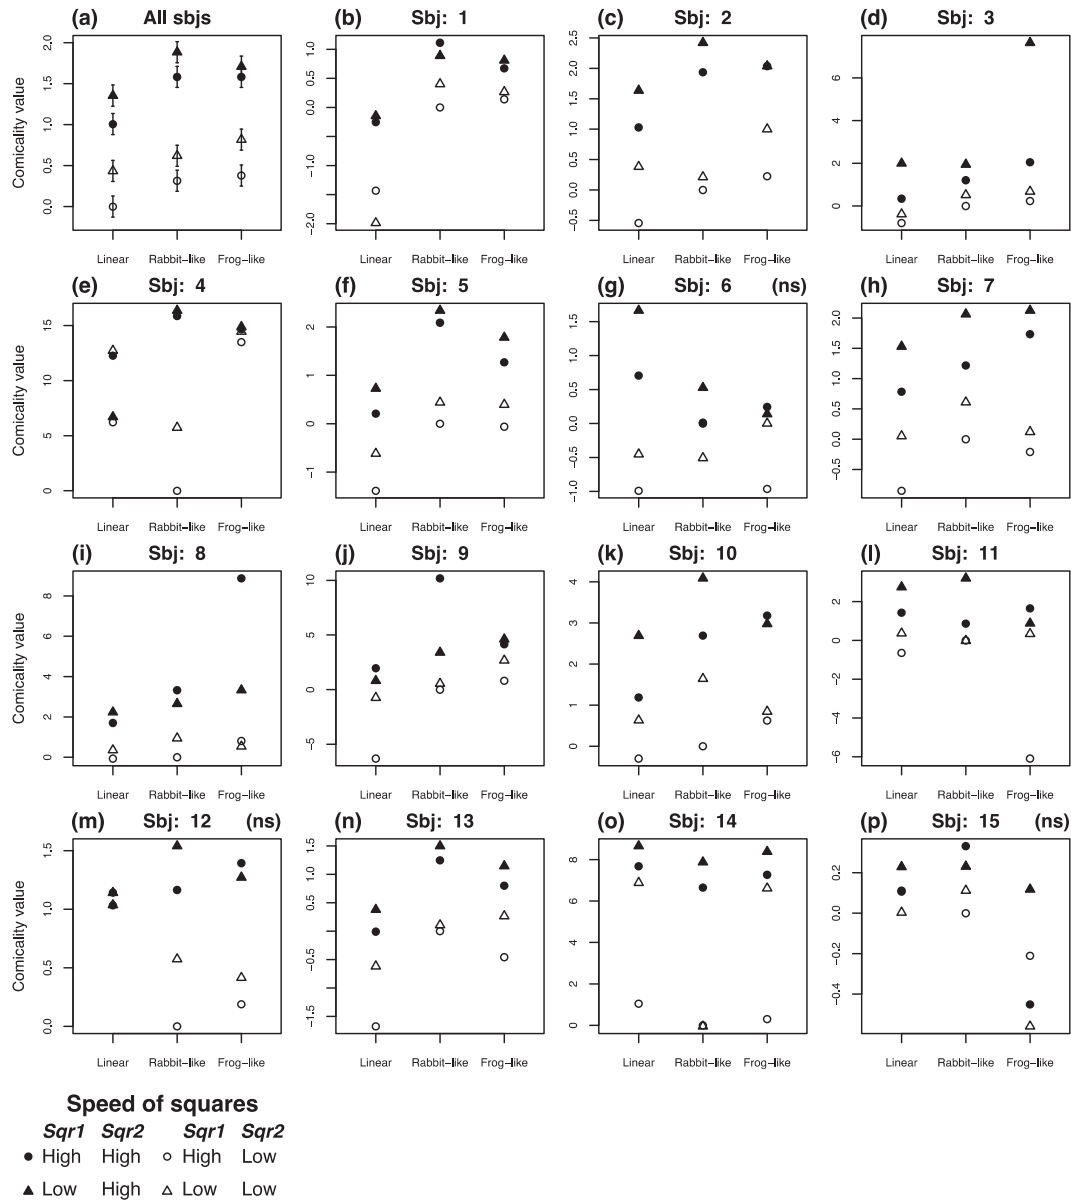 (a) All sbjs (b) Sbj: 1 (c) Sbj: 2 (d) Sbj: 3
Comicality value
2.0 1.5 1.0 0.5 0.0
1.0 0.5 0.0 −1.0 −2.0
2.5 2.0 1.5 1.0 0.5 0.0 −0.5
6 4 2 0
Linear Rabbit−like Frog−like Linear Rabbit−like Frog−like Linear Rabbit−like Frog−like Linear Rabbit−like Frog−like
(e) Sbj: 4 (f) Sbj: 5 (g) Sbj: 6 (ns) (h) Sbj: 7
Comicality value
15 10 5 0
2 1 0 −1
1.5 1.0 0.5 0.0 −0.5 −1.0
2.0 1.5 1.0 0.5 0.0 −0.5
Linear Rabbit−like Frog−like Linear Rabbit−like Frog−like Linear Rabbit−like Frog−like Linear Rabbit−like Frog−like
(i) Sbj: 8 (j) Sbj: 9 (k) Sbj: 10 (l) Sbj: 11
Comicality value
8 6 4 2 0
10 5 0 −5
4 3 2 1 0
2 0 −2 −4 −6
Linear Rabbit−like Frog−like Linear Rabbit−like Frog−like Linear Rabbit−like Frog−like Linear Rabbit−like Frog−like
(m) Sbj: 12 (ns) (n) Sbj: 13 (o) Sbj: 14 (p) Sbj: 15 (ns)
Comicality value
1.5 1.0 0.5 0.0
1.5 1.0 0.5 −0.5 −1.5
8 6 4 2 0
0.2 0.0 −0.2 −0.4
Linear Rabbit−like Frog−like Linear Rabbit−like Frog−like Linear Rabbit−like Frog−like Linear Rabbit−like Frog−like
Speed of squares
Sqr1 Sqr2 Sqr1 Sqr2
High High High Low
Low High Low Low